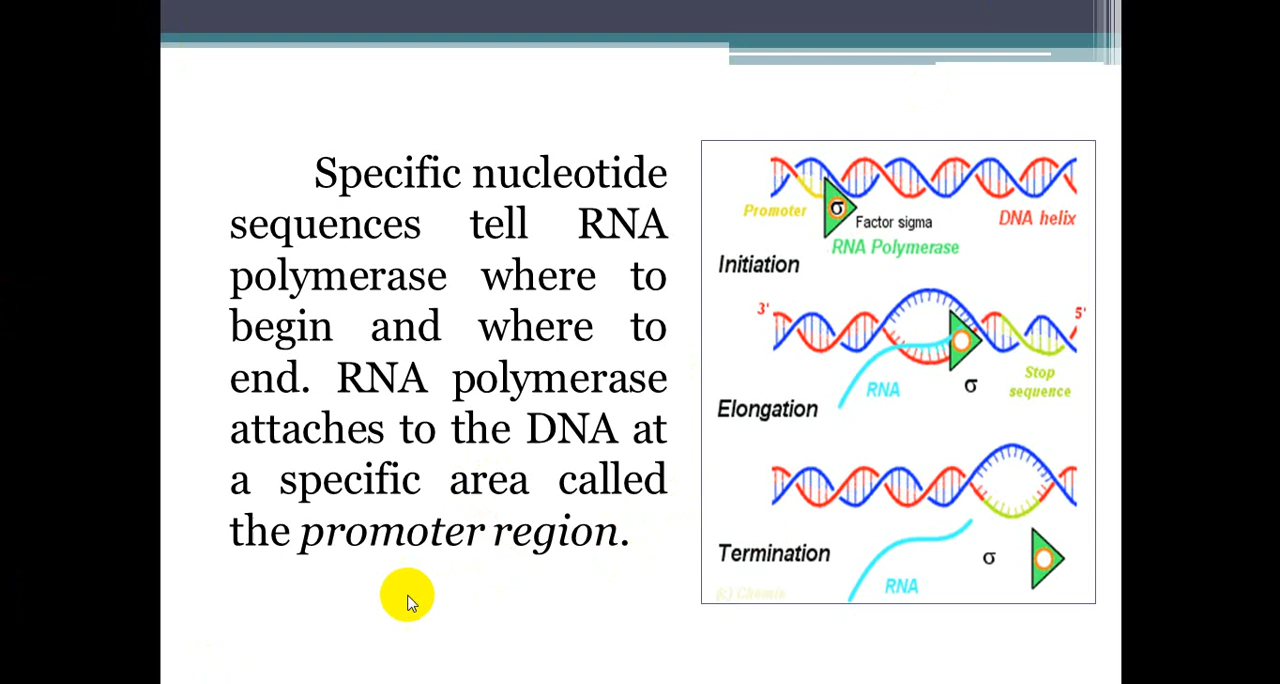 Specific nucleotide
sequences tell RNA
polymerase where to
begin and where to
end. RNA polymerase
attaches to the DNA at
a specific area called
the promoter region.
Promoter
σ
Factor sigma
DNA helix
RNA Polymerase
Initiation
3'
5'
Stop
sequence
RNA
σ
Elongation
Termination
σ
RNA
(c) Chemis